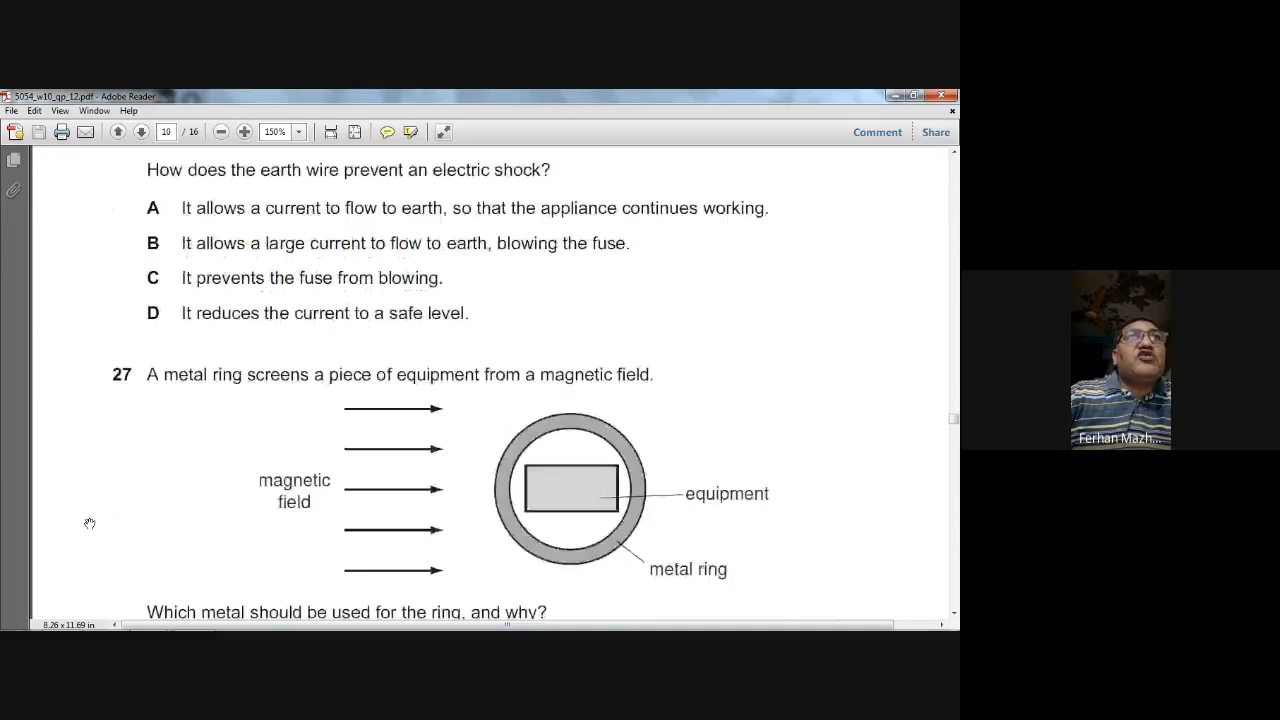 5054_w10_qp_12.pdf - Adobe Reader
File Edit View Window Help
10 / 16 150% Comment Share
How does the earth wire prevent an electric shock?
A It allows a current to flow to earth, so that the appliance continues working.
B It allows a large current to flow to earth, blowing the fuse.
C It prevents the fuse from blowing.
D It reduces the current to a safe level.
27 A metal ring screens a piece of equipment from a magnetic field.
magnetic
field
equipment
metal ring
Which metal should be used for the ring, and why?
8.26 x 11.69 in
Ferhan Mazh...